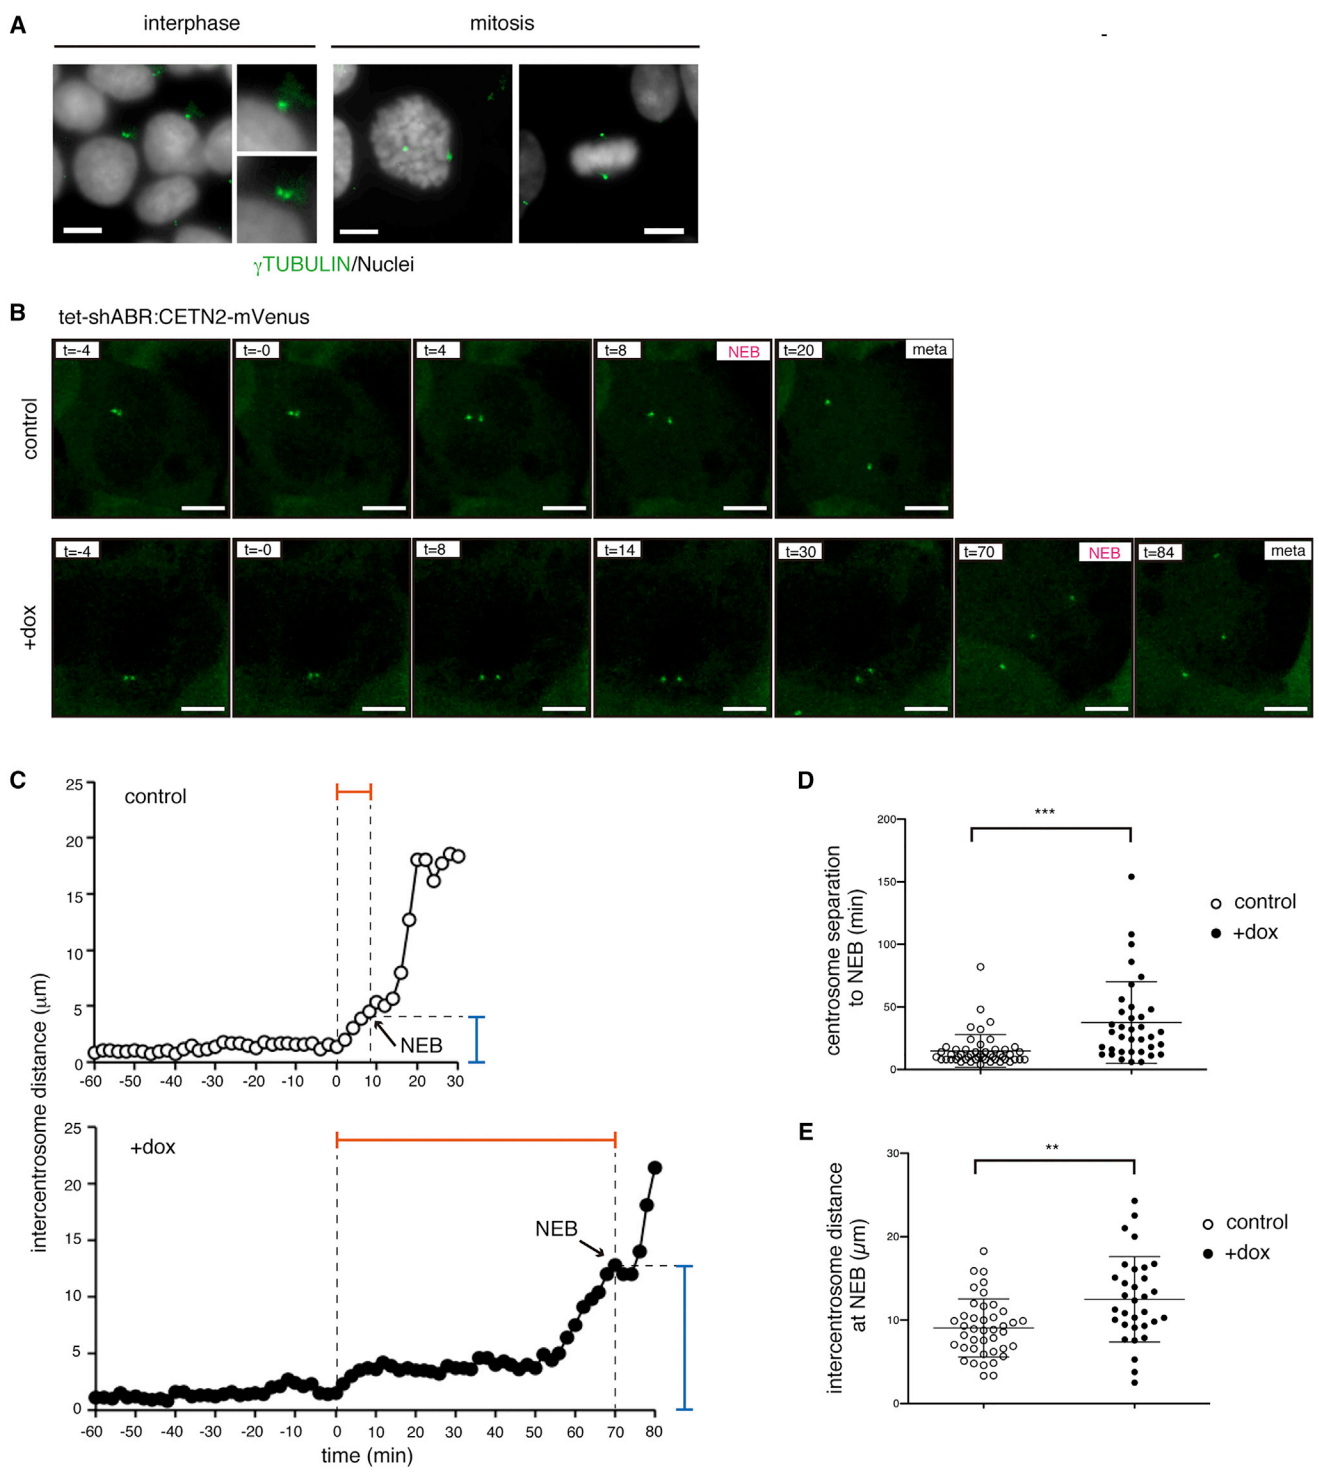 A
interphase
mitosis
-
γTUBULIN/Nuclei
B
tet-shABR:CETN2-mVenus
control
t=-4
t=-0
t=4
t=8
NEB
t=20
meta
+dox
t=-4
t=-0
t=8
t=14
t=30
t=70
NEB
t=84
meta
C
intercentrosome distance (μm)
control
25
20
15
10
5
0
NEB
-60 -50 -40 -30 -20 -10 0 10 20 30
+dox
25
20
15
10
5
0
NEB
-60 -50 -40 -30 -20 -10 0 10 20 30 40 50 60 70 80
time (min)
D
centrosome separation
to NEB (min)
200
150
100
50
0
***
control
+dox
E
intercentrosome distance
at NEB (μm)
30
20
10
0
**
control
+dox